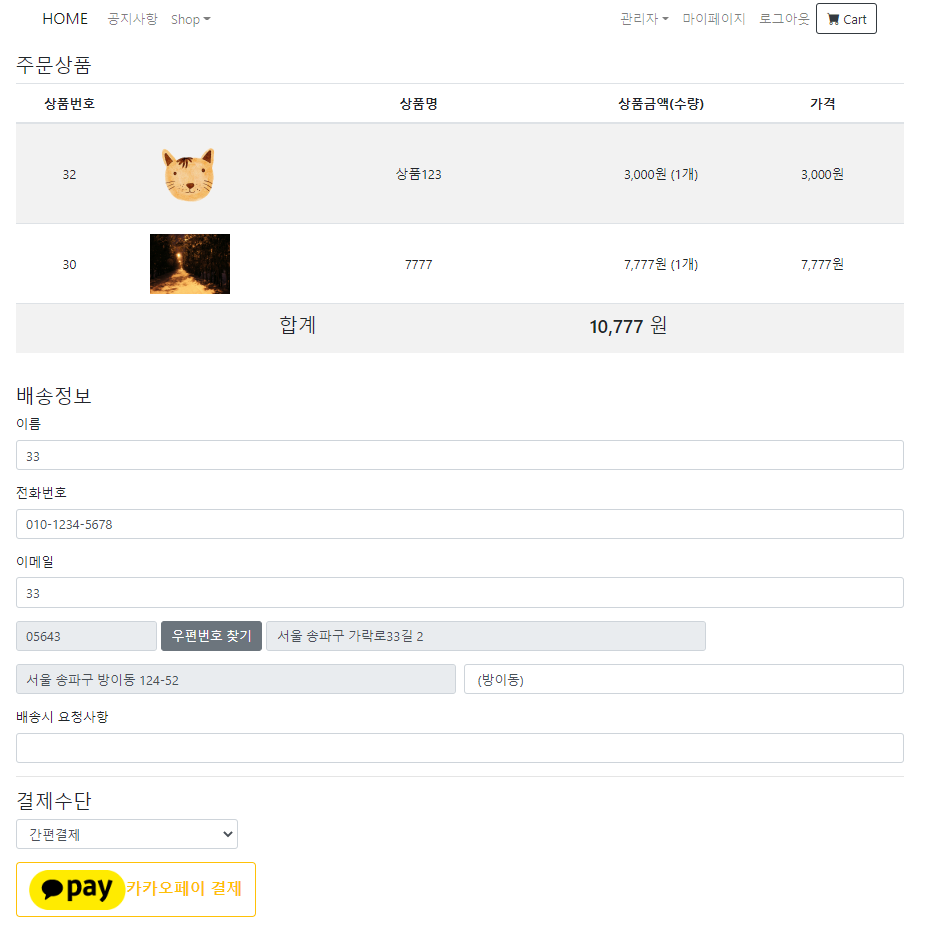 HOME 공지사항 Shop 관리자 마이페이지 로그아웃 Cart
주문상품
상품번호 상품명 상품금액(수량) 가격
32 상품123 3,000원 (1개) 3,000원
30 7777 7,777원 (1개) 7,777원
합계 10,777 원
배송정보
이름
33
전화번호
010-1234-5678
이메일
33
05643 우편번호 찾기 서울 송파구 가락로33길 2
서울 송파구 방이동 124-52 (방이동)
배송시 요청사항
결제수단
간편결제
pay 카카오페이 결제